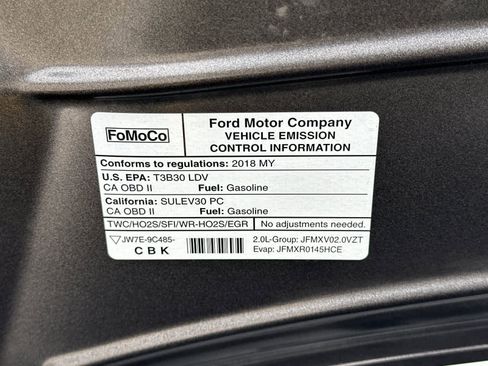 FoMoCo
Ford Motor Company
VEHICLE EMISSION
CONTROL INFORMATION
Conforms to regulations: 2018 MY
U.S. EPA: T3B30 LDV
CA OBD II Fuel: Gasoline
California: SULEV30 PC
CA OBD II Fuel: Gasoline
TWC/HO2S/SFI/WR-HO2S/EGR No adjustments needed.
JW7E-9C485-
CBK
2.0L-Group: JFMXV02.0VZT
Evap: JFMXR0145HCE